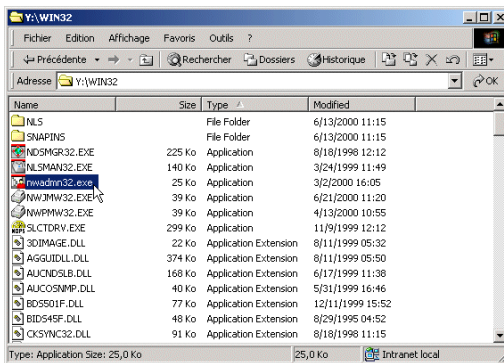 Y:\WIN32
Fichier Edition Affichage Favoris Outils ?
Précédente Rechercher Dossiers Historique
Adresse Y:\WIN32 OK
Name Size Type Modified
NLS File Folder 6/13/2000 11:15
SNAPINS File Folder 6/13/2000 11:15
NDSMGR32.EXE 225 Ko Application 8/18/1998 12:12
NLSMAN32.EXE 140 Ko Application 3/24/1999 11:49
nwadmn32.exe 25 Ko Application 3/2/2000 16:05
NWJMW32.EXE 39 Ko Application 6/21/2000 11:20
NWPMW32.EXE 39 Ko Application 4/13/2000 10:55
SLCTDRV.EXE 299 Ko Application 11/9/1999 12:12
3DIMAGE.DLL 22 Ko Application Extension 8/11/1999 05:32
AGGUIDLL.DLL 374 Ko Application Extension 8/11/1999 05:50
AUCNDSLB.DLL 168 Ko Application Extension 6/17/1999 11:38
AUCOSNMP.DLL 40 Ko Application Extension 5/31/1999 16:46
BDS501F.DLL 77 Ko Application Extension 12/11/1999 15:52
BIDS45F.DLL 48 Ko Application Extension 8/29/1995 04:52
CKSYNC32.DLL 91 Ko Application Extension 8/18/1998 11:15
Type: Application Size: 25,0 Ko 25,0 Ko Intranet local